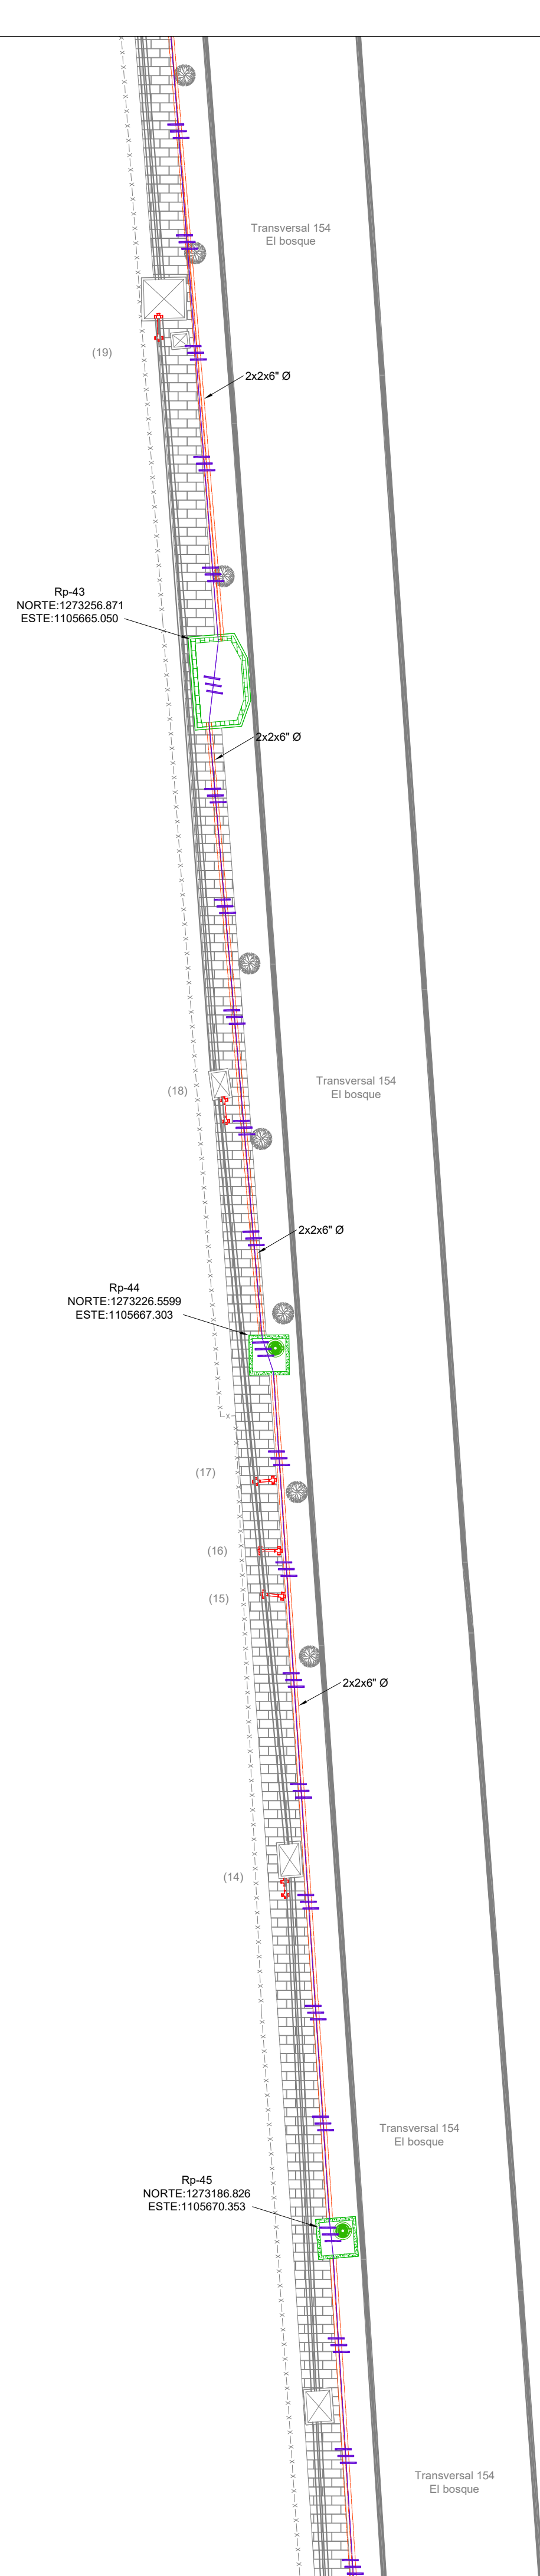 Transversal 154
El bosque
(19)
2x2x6" Ø
Rp-43
NORTE:1273256.871
ESTE:1105665.050
2x2x6" Ø
(18)
Transversal 154
El bosque
2x2x6" Ø
Rp-44
NORTE:1273226.5599
ESTE:1105667.303
(17)
(16)
(15)
2x2x6" Ø
(14)
Transversal 154
El bosque
Rp-45
NORTE:1273186.826
ESTE:1105670.353
Transversal 154
El bosque